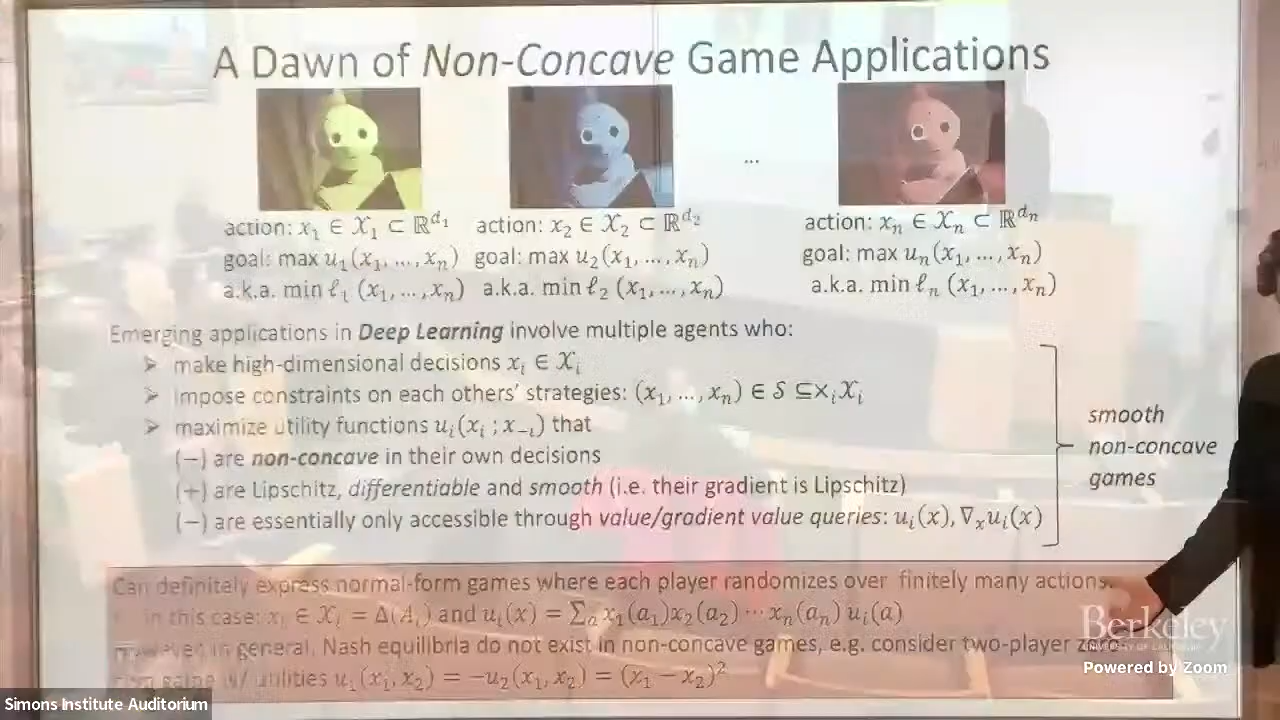 A Dawn of Non-Concave Game Applications
...
action: x₁ ∈ 𝒳₁ ⊂ ℝ^{d₁} action: x₂ ∈ 𝒳₂ ⊂ ℝ^{d₂} action: xₙ ∈ 𝒳ₙ ⊂ ℝ^{dₙ}
goal: max u₁(x₁, ..., xₙ) goal: max u₂(x₁, ..., xₙ) goal: max uₙ(x₁, ..., xₙ)
a.k.a. min ℓ₁ (x₁, ..., xₙ) a.k.a. min ℓ₂ (x₁, ..., xₙ) a.k.a. min ℓₙ (x₁, ..., xₙ)
Emerging applications in Deep Learning involve multiple agents who:
➢ make high-dimensional decisions xᵢ ∈ 𝒳ᵢ
➢ impose constraints on each others' strategies: (x₁, ..., xₙ) ∈ 𝒮 ⊆ ×ᵢ𝒳ᵢ
➢ maximize utility functions uᵢ(xᵢ ; x₋ᵢ) that
(−) are non-concave in their own decisions
(+) are Lipschitz, differentiable and smooth (i.e. their gradient is Lipschitz)
(−) are essentially only accessible through value/gradient value queries: uᵢ(x), ∇ₓuᵢ(x)
smooth
non-concave
games
Can definitely express normal-form games where each player randomizes over finitely many actions.
in this case: xᵢ ∈ 𝒳ᵢ = Δ(Aᵢ) and uᵢ(x) = Σₐ x₁(a₁)x₂(a₂) ⋯ xₙ(aₙ) uᵢ(a)
However in general, Nash equilibria do not exist in non-concave games, e.g. consider two-player
game w/ utilities u₁(x₁, x₂) = −u₂(x₁, x₂) = (x₁ − x₂)²
Berkeley
UNIVERSITY OF CALIFORNIA
Powered by Zoom
Simons Institute Auditorium